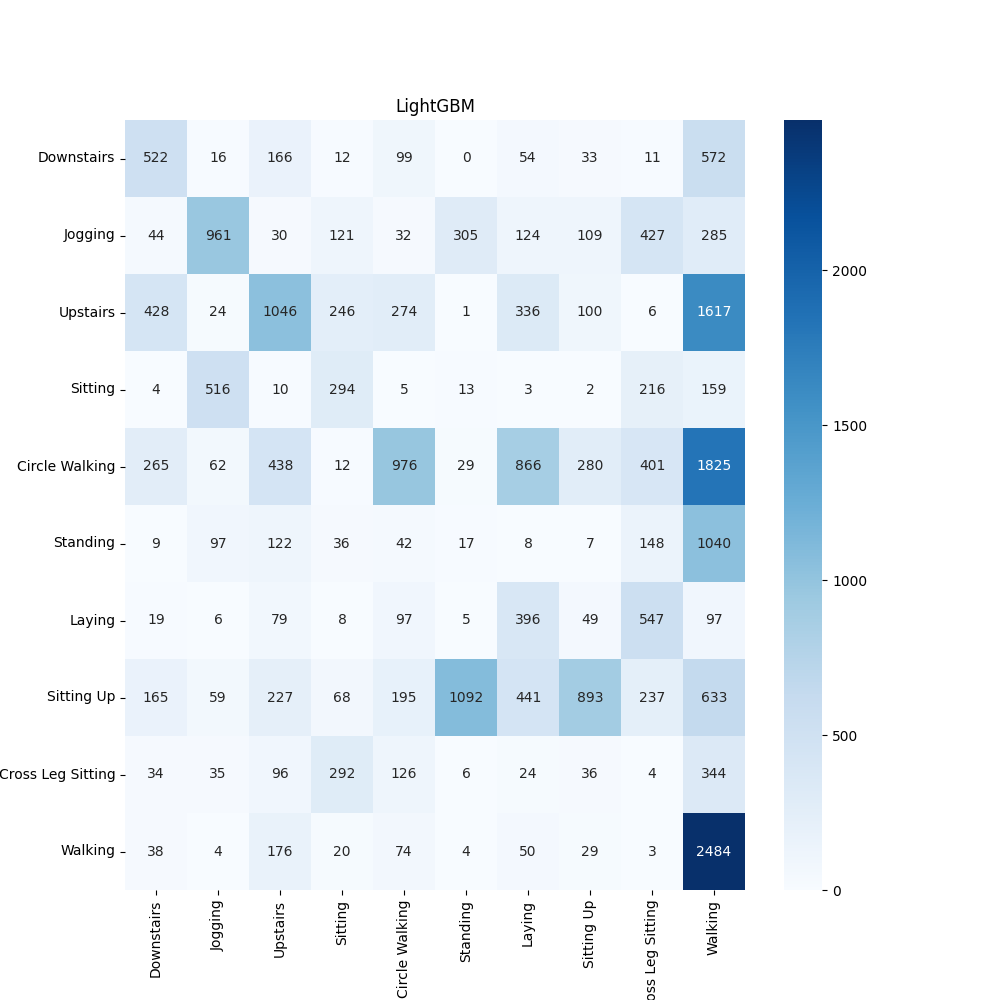 LightGBM
Downstairs 522 16 166 12 99 0 54 33 11 572
Jogging 44 961 30 121 32 305 124 109 427 285
Upstairs 428 24 1046 246 274 1 336 100 6 1617
Sitting 4 516 10 294 5 13 3 2 216 159
Circle Walking 265 62 438 12 976 29 866 280 401 1825
Standing 9 97 122 36 42 17 8 7 148 1040
Laying 19 6 79 8 97 5 396 49 547 97
Sitting Up 165 59 227 68 195 1092 441 893 237 633
Cross Leg Sitting 34 35 96 292 126 6 24 36 4 344
Walking 38 4 176 20 74 4 50 29 3 2484
Downstairs
Jogging
Upstairs
Sitting
Circle Walking
Standing
Laying
Sitting Up
oss Leg Sitting
Walking
2000
1500
1000
500
0